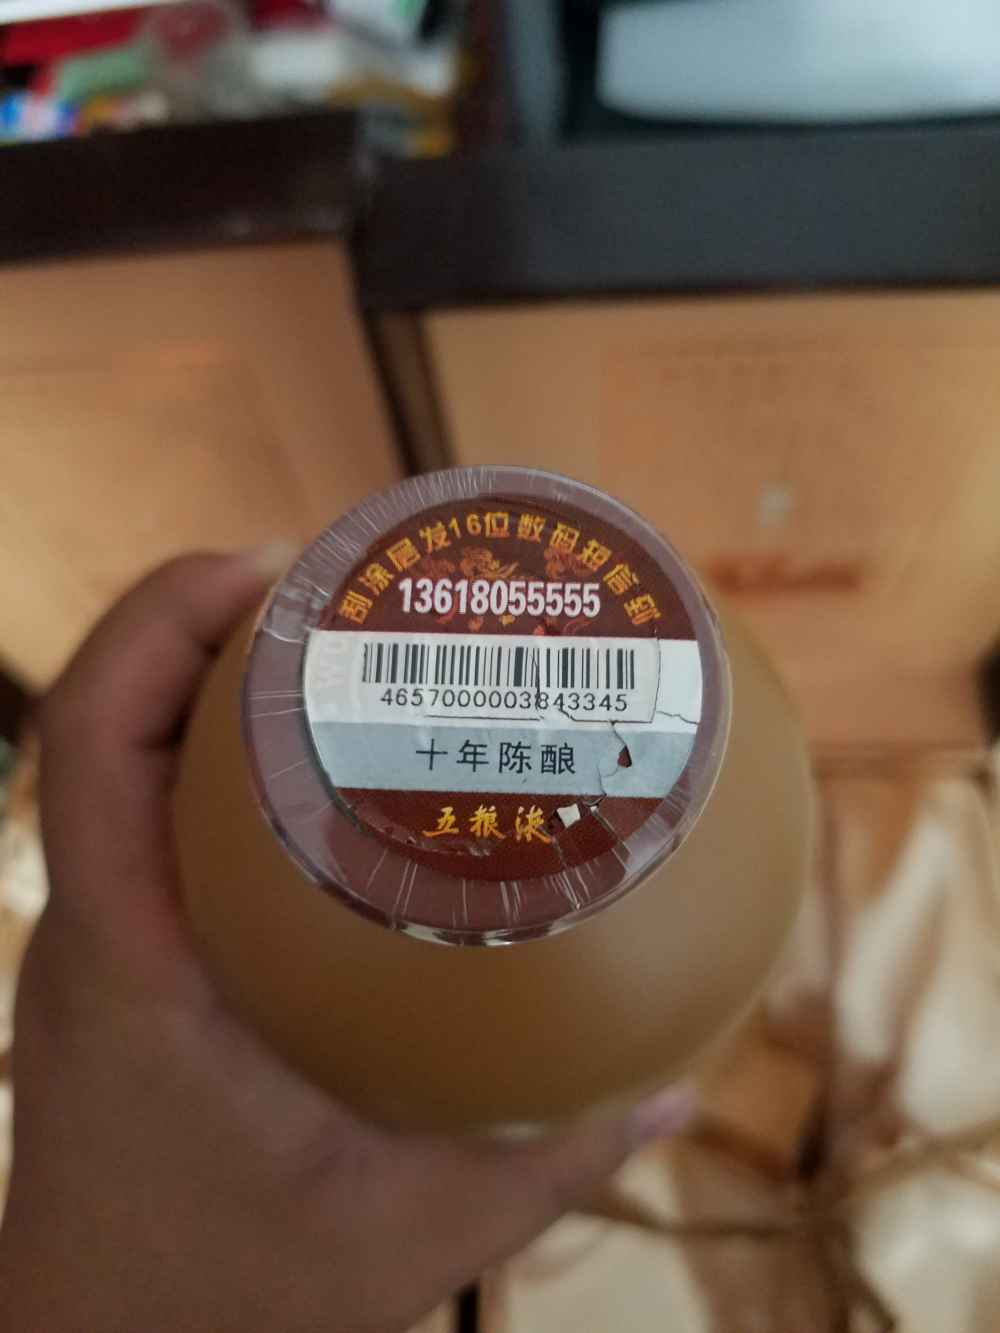 刮涂层发16位数码短信到
13618055555
4657000003843345
十年陈酿
五粮液